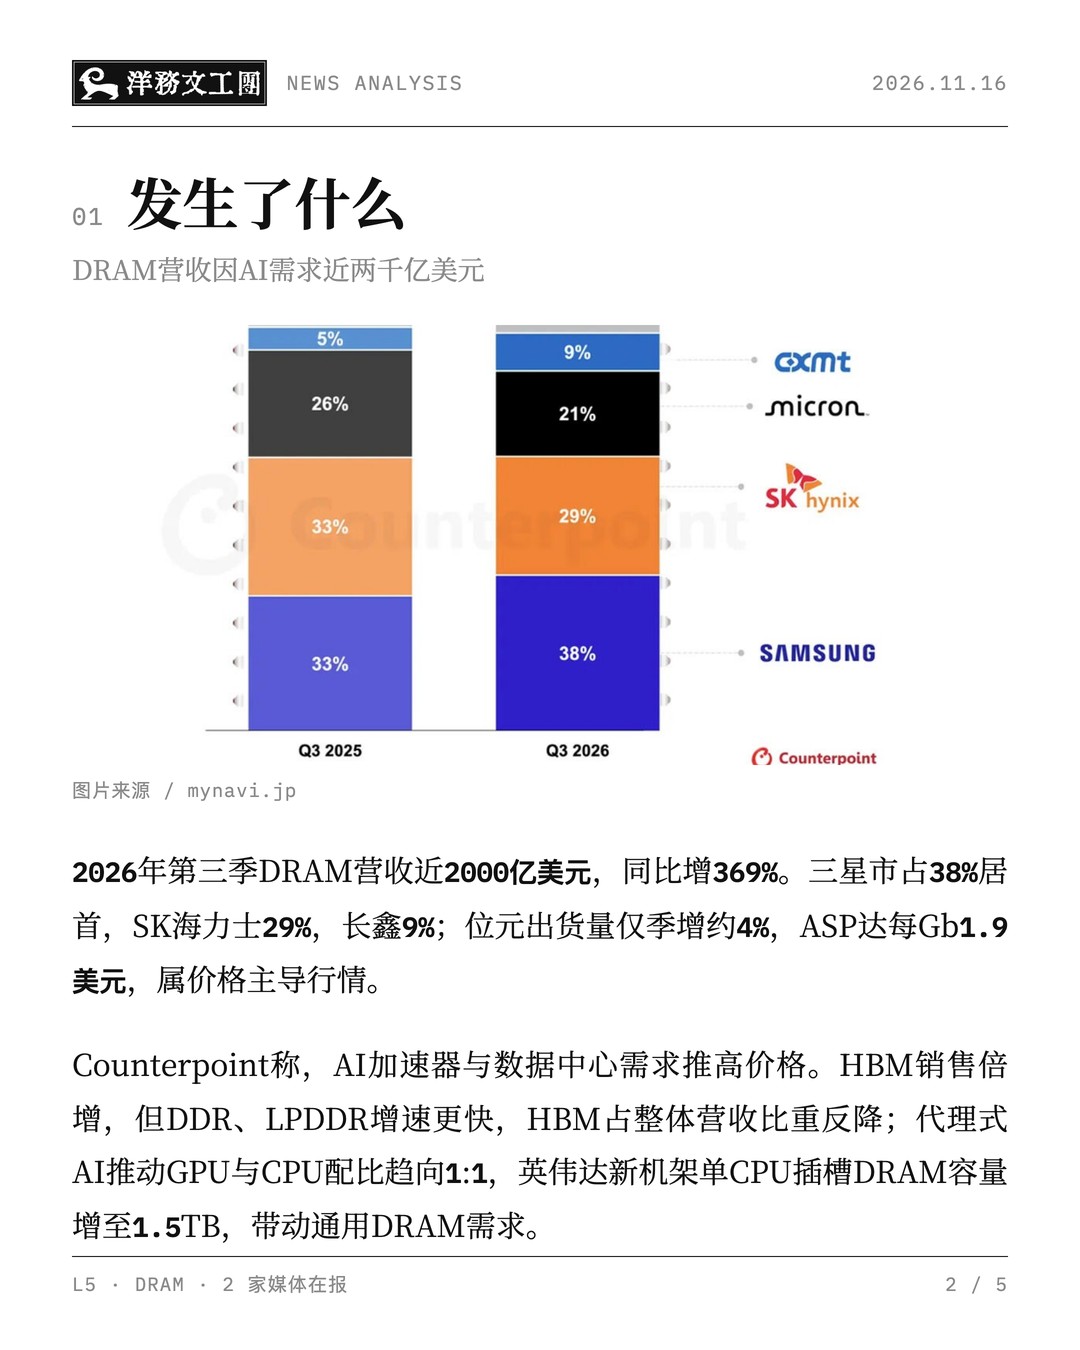 洋務文工團 NEWS ANALYSIS 2026.11.16
01 发生了什么
DRAM营收因AI需求近两千亿美元
5%
26%
33%
33%
9%
21%
29%
38%
cxmt
micron
SK hynix
SAMSUNG
Counterpoint
Q3 2025
Q3 2026
Counterpoint
图片来源 / mynavi.jp
2026年第三季DRAM营收近2000亿美元，同比增369%。三星市占38%居
首，SK海力士29%，长鑫9%；位元出货量仅季增约4%，ASP达每Gb1.9
美元，属价格主导行情。
Counterpoint称，AI加速器与数据中心需求推高价格。HBM销售倍
增，但DDR、LPDDR增速更快，HBM占整体营收比重反降；代理式
AI推动GPU与CPU配比趋向1:1，英伟达新机架单CPU插槽DRAM容量
增至1.5TB，带动通用DRAM需求。
L5 · DRAM · 2 家媒体在报 2 / 5